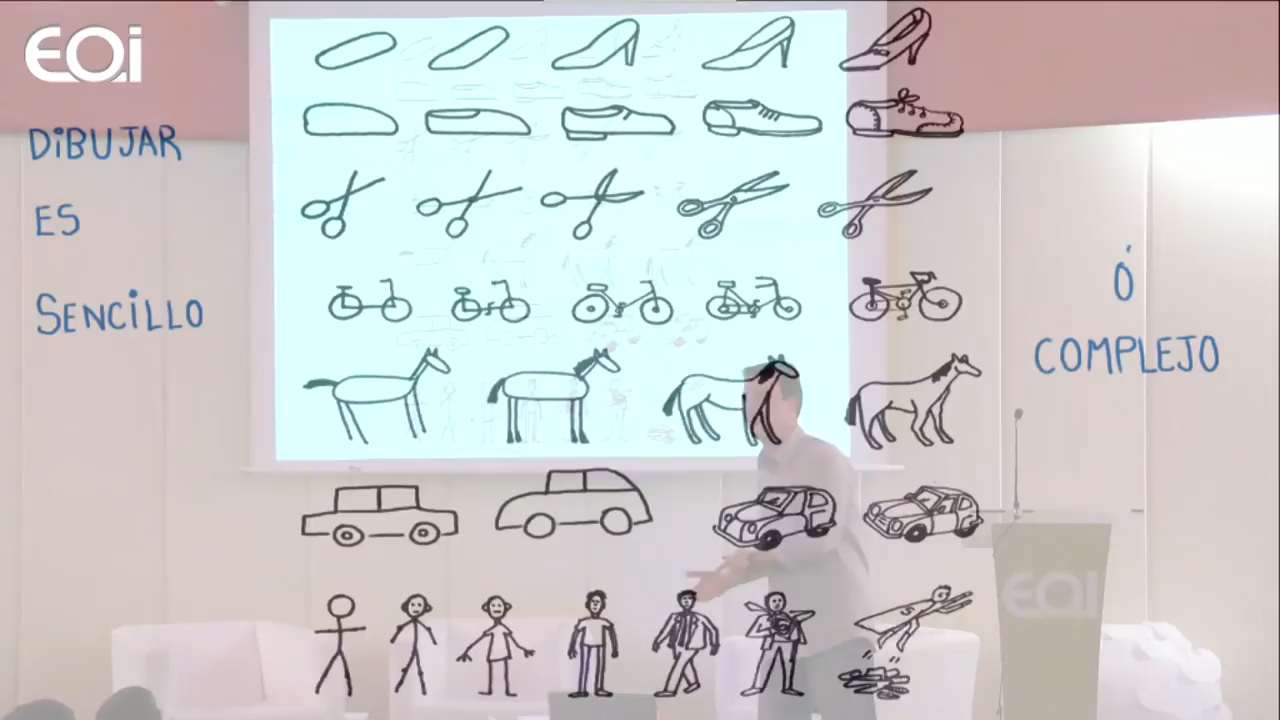 EOi
DiBUJAR
ES
SENCiLLO
Ó
COMPLEJO
EOi